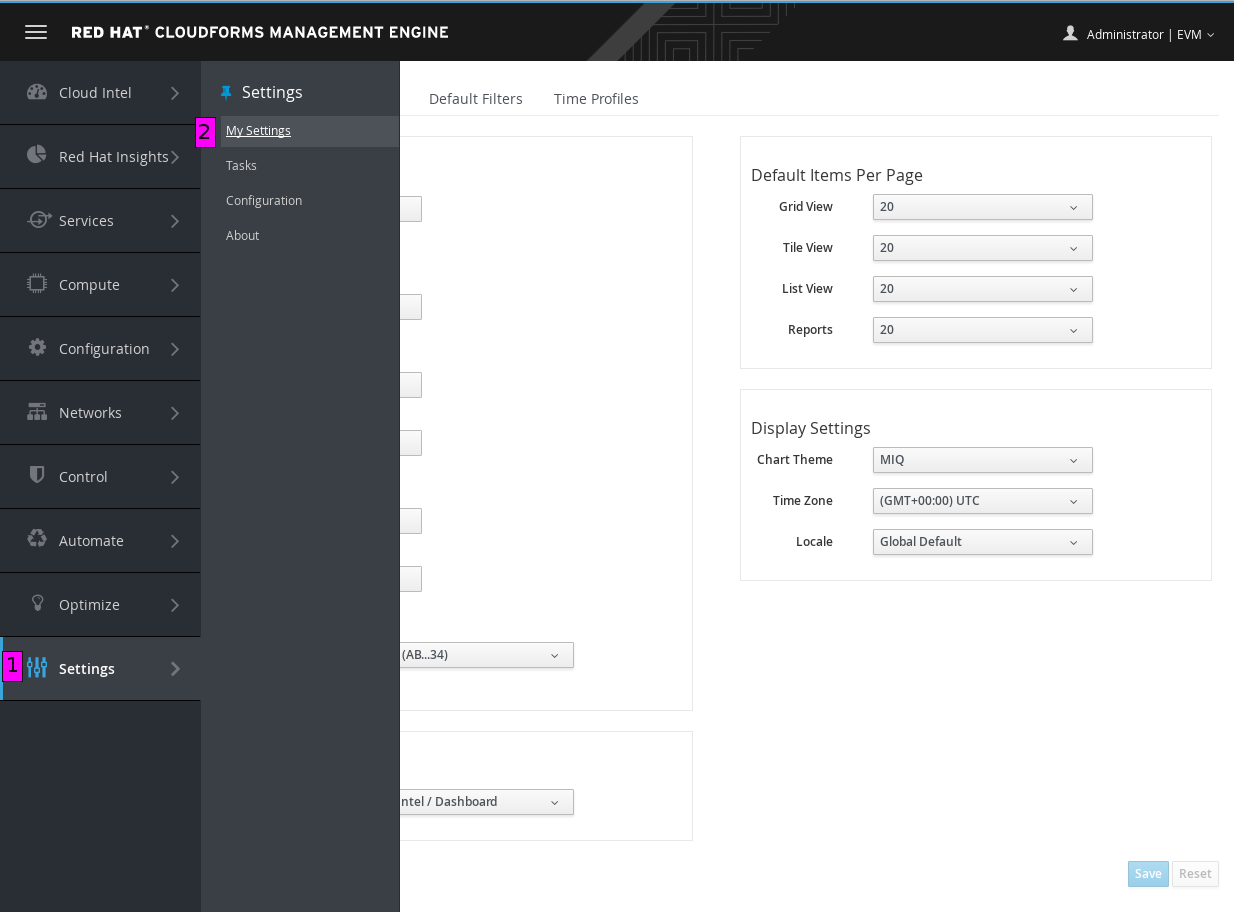 RED HAT® CLOUDFORMS MANAGEMENT ENGINE
Administrator | EVM
Cloud Intel
Red Hat Insights
Services
Compute
Configuration
Networks
Control
Automate
Optimize
1
Settings
Settings
2
My Settings
Tasks
Configuration
About
Default Filters
Time Profiles
(AB...34)
ntel / Dashboard
Default Items Per Page
Grid View 20
Tile View 20
List View 20
Reports 20
Display Settings
Chart Theme MIQ
Time Zone (GMT+00:00) UTC
Locale Global Default
Save Reset